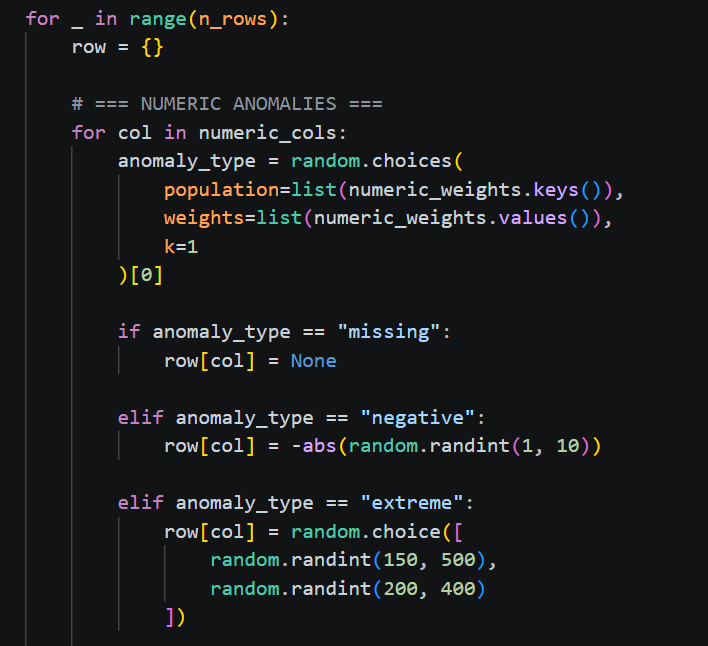 for _ in range(n_rows):
    row = {}

    # === NUMERIC ANOMALIES ===
    for col in numeric_cols:
        anomaly_type = random.choices(
            population=list(numeric_weights.keys()),
            weights=list(numeric_weights.values()),
            k=1
        )[0]

        if anomaly_type == "missing":
            row[col] = None

        elif anomaly_type == "negative":
            row[col] = -abs(random.randint(1, 10))

        elif anomaly_type == "extreme":
            row[col] = random.choice([
                random.randint(150, 500),
                random.randint(200, 400)
            ])